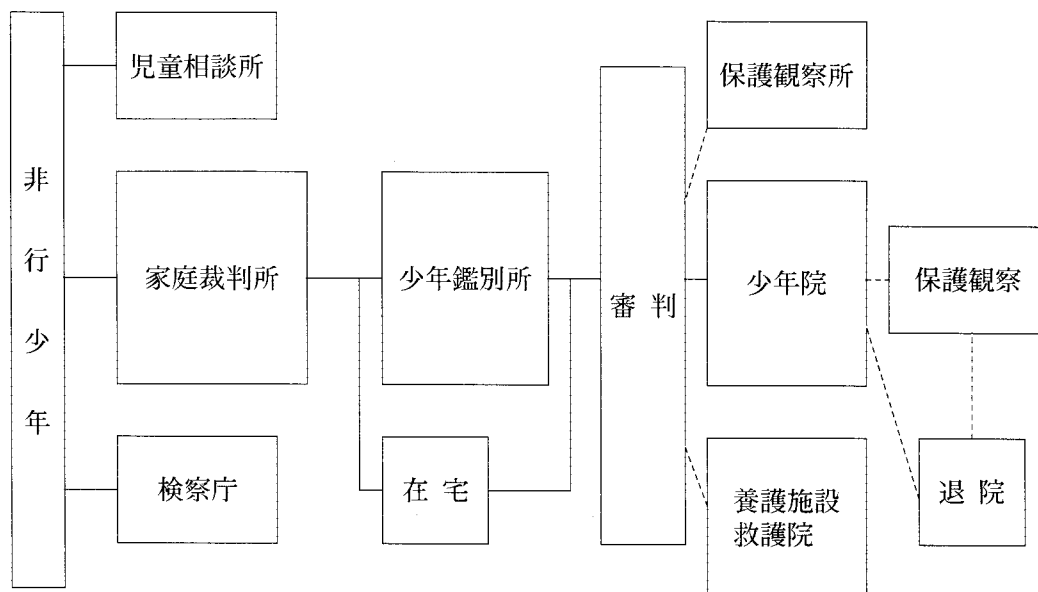 非行少年
児童相談所
家庭裁判所
検察庁
少年鑑別所
在宅
審判
保護観察所
少年院
養護施設
救護院
保護観察
退院